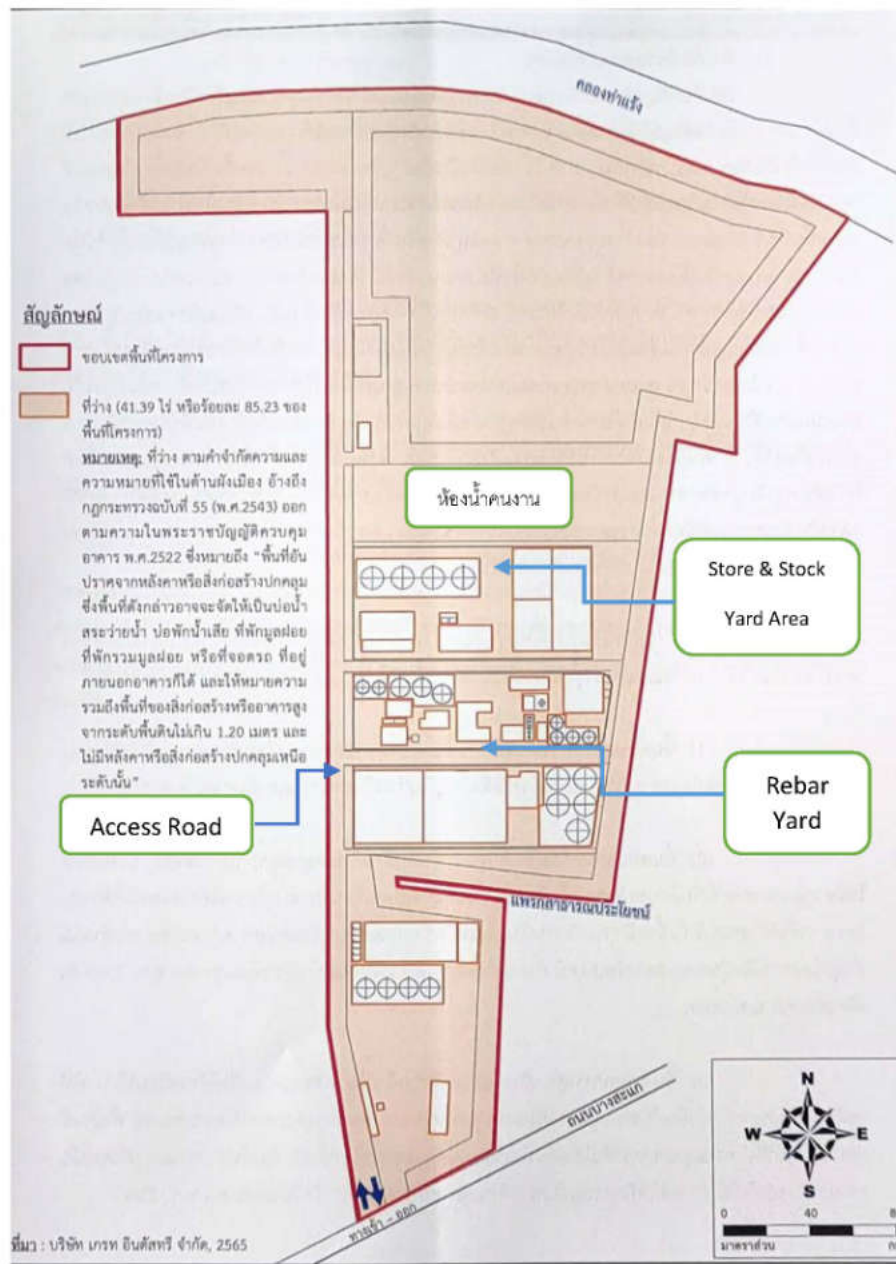 คลองท่าแร้ง
สัญลักษณ์
ขอบเขตพื้นที่โครงการ
ที่ว่าง (41.39 ไร่ หรือร้อยละ 85.23 ของ
พื้นที่โครงการ)
หมายเหตุ: ที่ว่าง ตามคำจำกัดความและ
ความหมายที่ใช้ในด้านผังเมือง อ้างถึง
กฎกระทรวงฉบับที่ 55 (พ.ศ.2543) ออก
ตามความในพระราชบัญญัติควบคุม
อาคาร พ.ศ.2522 ซึ่งหมายถึง "พื้นที่อัน
ปราศจากหลังคาหรือสิ่งก่อสร้างปกคลุม
ซึ่งพื้นที่ดังกล่าวอาจจะจัดให้เป็นบ่อน้ำ
สระว่ายน้ำ บ่อพักน้ำเสีย ที่พักมูลฝอย
ที่พักรวมมูลฝอย หรือที่จอดรถ ที่อยู่
ภายนอกอาคารก็ได้ และให้หมายความ
รวมถึงพื้นที่ของสิ่งก่อสร้างหรืออาคารสูง
จากระดับพื้นดินไม่เกิน 1.20 เมตร และ
ไม่มีหลังคาหรือสิ่งก่อสร้างปกคลุมเหนือ
ระดับนั้น"
ห้องน้ำคนงาน
Store & Stock
Yard Area
Access Road
Rebar
Yard
แพรกสาธารณประโยชน์
ถนนบางสะแก
ทางเข้า - ออก
N
W
E
S
0 40
มาตราส่วน
ที่มา : บริษัท เกรท อินดัสทรี จำกัด, 2565